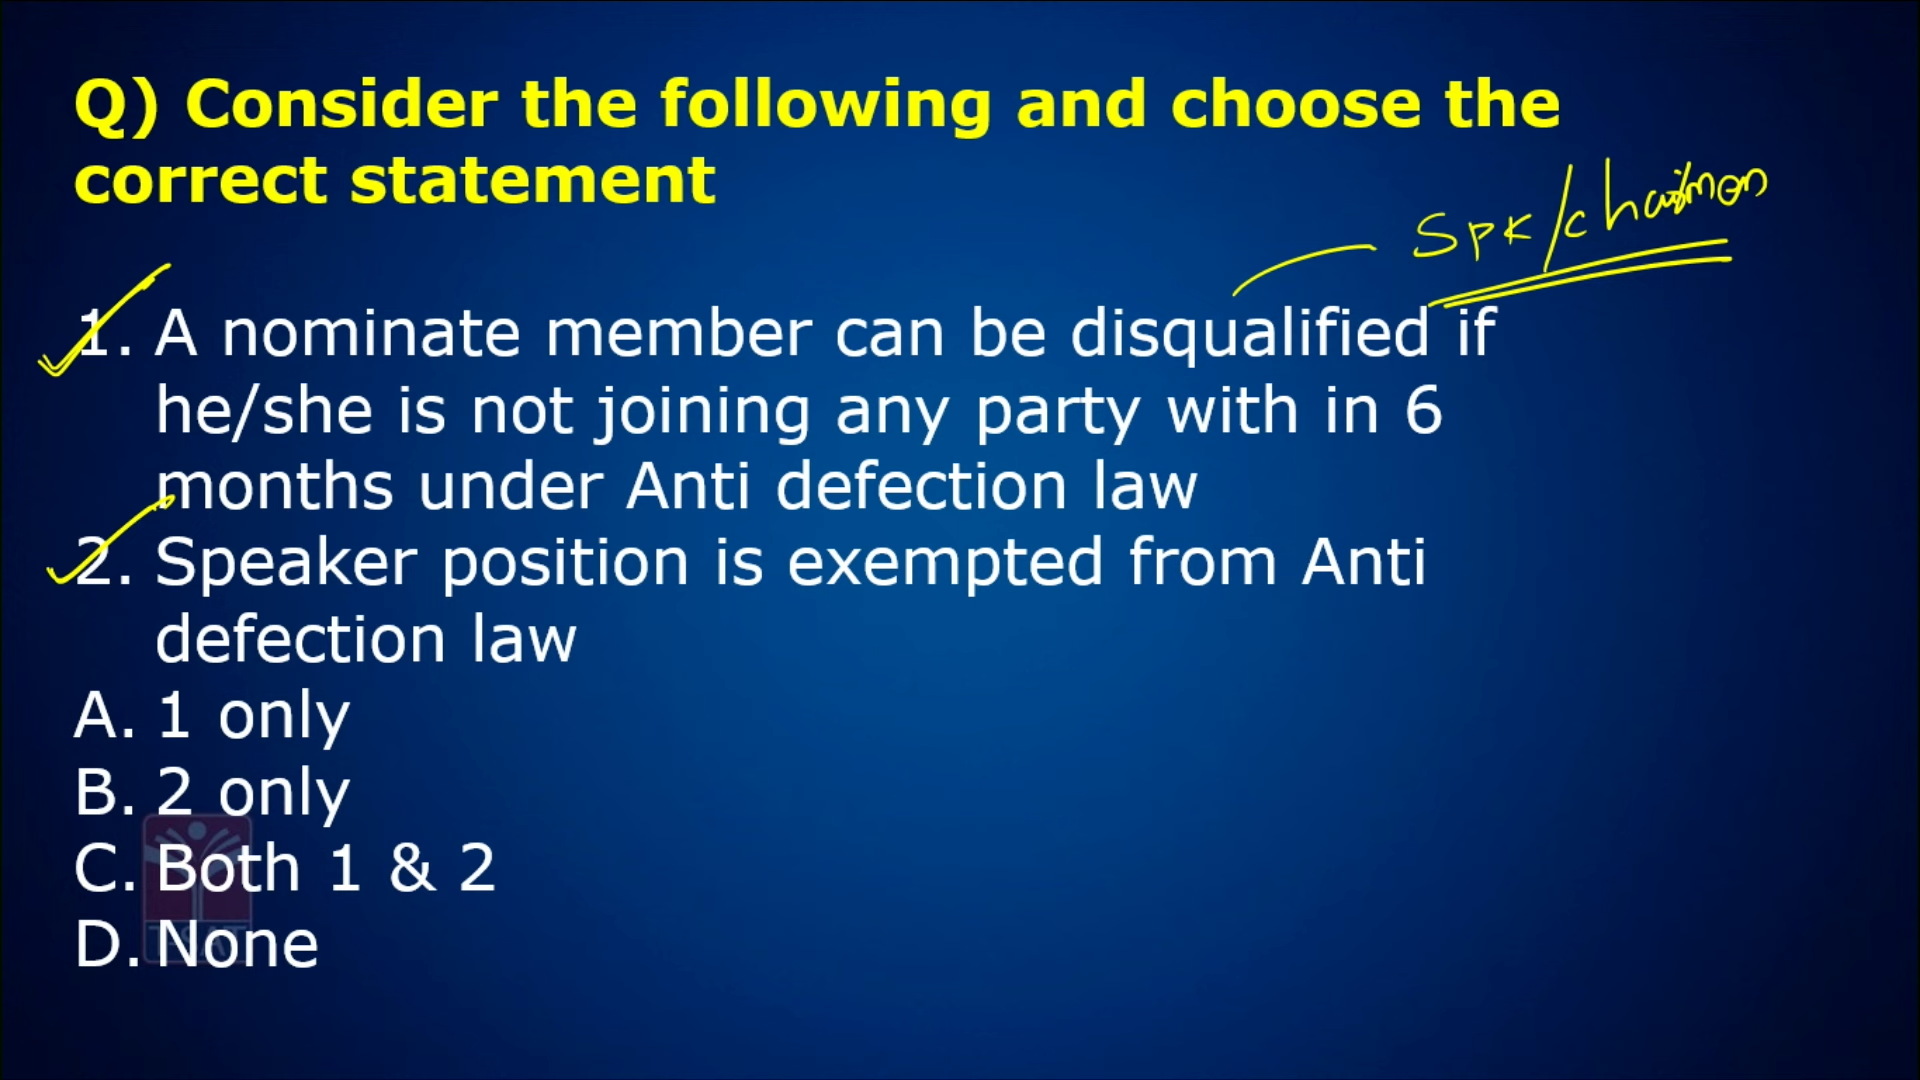 Q) Consider the following and choose the
correct statement
Spk/chairman
1. A nominate member can be disqualified if
he/she is not joining any party with in 6
months under Anti defection law
2. Speaker position is exempted from Anti
defection law
A. 1 only
B. 2 only
C. Both 1 & 2
D. None
T-SAT